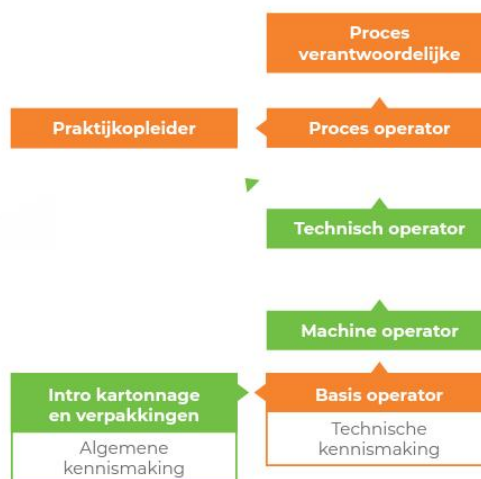 Proces
verantwoordelijke
Praktijkopleider
Proces operator
Technisch operator
Machine operator
Intro kartonnage
en verpakkingen
Algemene
kennismaking
Basis operator
Technische
kennismaking